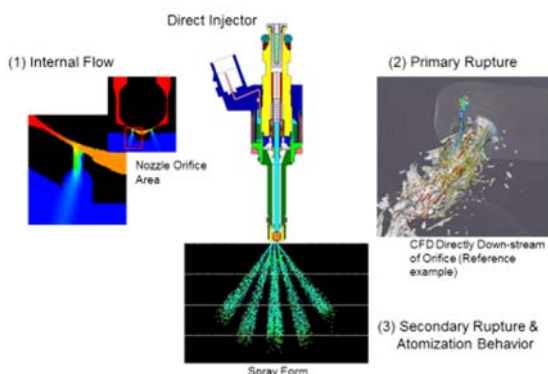 Direct Injector
(1) Internal Flow
(2) Primary Rupture
Nozzle Orifice
Area
CFD Directly Down-stream
of Orifice (Reference
example)
(3) Secondary Rupture &
Atomization Behavior
Spray Form